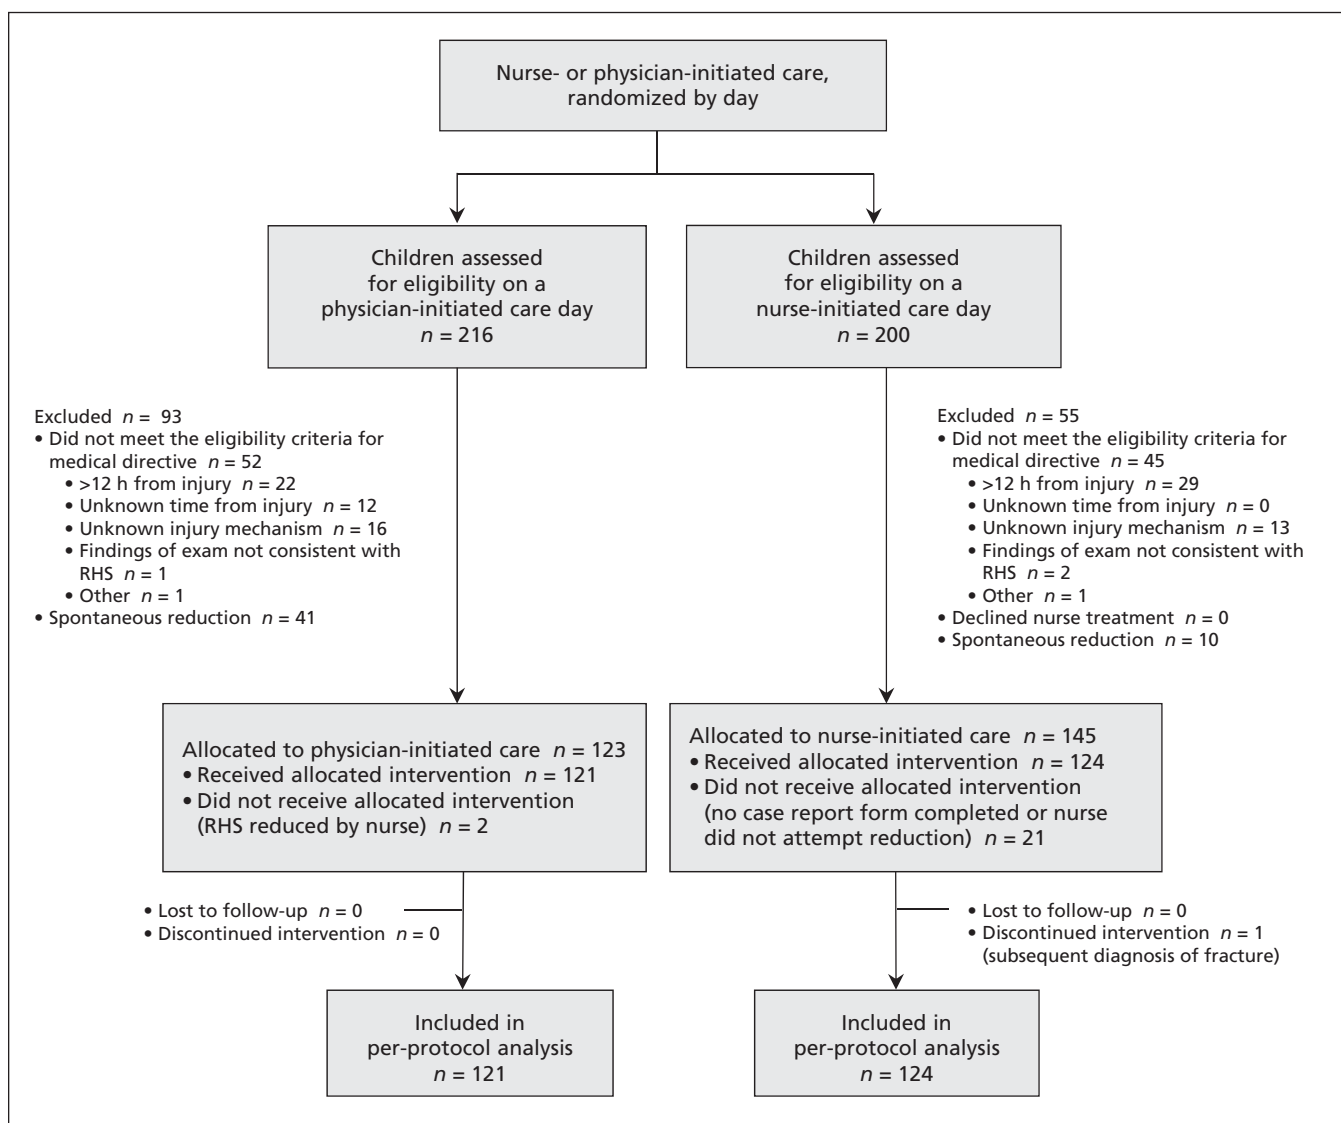 Nurse- or physician-initiated care,
randomized by day
Children assessed
for eligibility on a
physician-initiated care day
n = 216
Children assessed
for eligibility on a
nurse-initiated care day
n = 200
Excluded n = 93
• Did not meet the eligibility criteria for
medical directive n = 52
• >12 h from injury n = 22
• Unknown time from injury n = 12
• Unknown injury mechanism n = 16
• Findings of exam not consistent with
RHS n = 1
• Other n = 1
• Spontaneous reduction n = 41
Excluded n = 55
• Did not meet the eligibility criteria for
medical directive n = 45
• >12 h from injury n = 29
• Unknown time from injury n = 0
• Unknown injury mechanism n = 13
• Findings of exam not consistent with
RHS n = 2
• Other n = 1
• Declined nurse treatment n = 0
• Spontaneous reduction n = 10
Allocated to physician-initiated care n = 123
• Received allocated intervention n = 121
• Did not receive allocated intervention
(RHS reduced by nurse) n = 2
Allocated to nurse-initiated care n = 145
• Received allocated intervention n = 124
• Did not receive allocated intervention
(no case report form completed or nurse
did not attempt reduction) n = 21
• Lost to follow-up n = 0
• Discontinued intervention n = 0
• Lost to follow-up n = 0
• Discontinued intervention n = 1
(subsequent diagnosis of fracture)
Included in
per-protocol analysis
n = 121
Included in
per-protocol analysis
n = 124